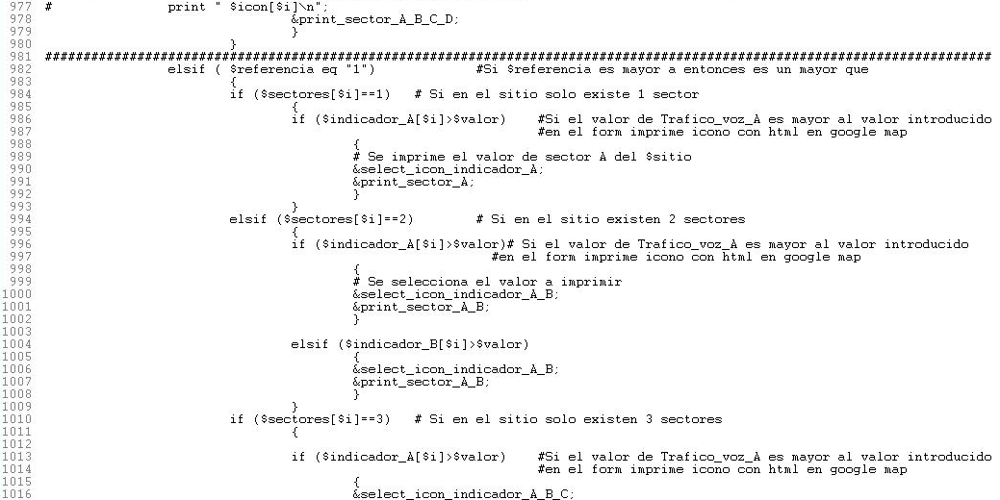 977 #               print " $icon[$i]\n";
978                                 &print_sector_A_B_C_D;
979                                 }
980                         }
981 ###########################################################################################################################
982                 elsif ( $referencia eq "1")             #Si $referencia es mayor a entonces es un mayor que
983                         {
984                         if ($sectores[$i]==1)   # Si en el sitio solo existe 1 sector
985                                 {
986                                 if ($indicador_A[$i]>$valor)    #Si el valor de Trafico_voz_A es mayor al valor introducido
987                                                                 #en el form imprime icono con html en google map
988                                         {
989                                         # Se imprime el valor de sector A del $sitio
990                                         &select_icon_indicador_A;
991                                         &print_sector_A;
992                                         }
993                                 }
994                         elsif ($sectores[$i]==2)        # Si en el sitio existen 2 sectores
995                                 {
996                                 if ($indicador_A[$i]>$valor)# Si el valor de Trafico_voz_A es mayor al valor introducido
997                                                           #en el form imprime icono con html en google map
998                                         {
999                                         # Se selecciona el valor a imprimir
1000                                         &select_icon_indicador_A_B;
1001                                         &print_sector_A_B;
1002                                         }
1003
1004                                 elsif ($indicador_B[$i]>$valor)
1005                                         {
1006                                         &select_icon_indicador_A_B;
1007                                         &print_sector_A_B;
1008                                         }
1009                                 }
1010                         if ($sectores[$i]==3)   # Si en el sitio solo existen 3 sectores
1011                                 {
1012
1013                                 if ($indicador_A[$i]>$valor)    #Si el valor de Trafico_voz_A es mayor al valor introducido
1014                                                                 #en el form imprime icono con html en google map
1015                                         {
1016                                         &select_icon_indicador_A_B_C;